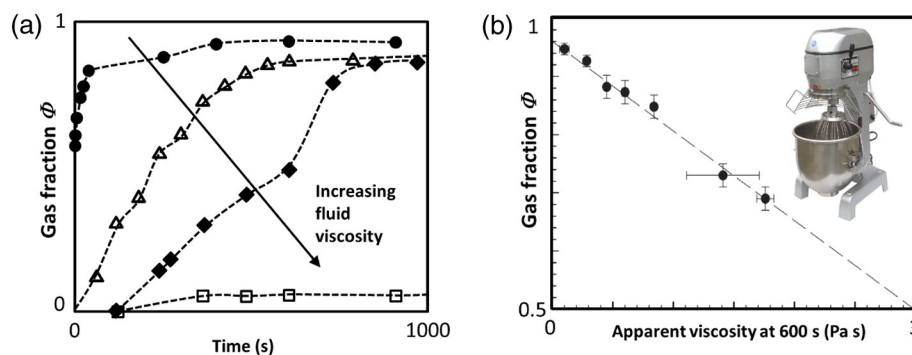 (a)
1
Gas fraction Φ
0
Increasing
fluid
viscosity
0
1000
Time (s)
(b)
1
Gas fraction Φ
0.5
0
Apparent viscosity at 600 s (Pa s)